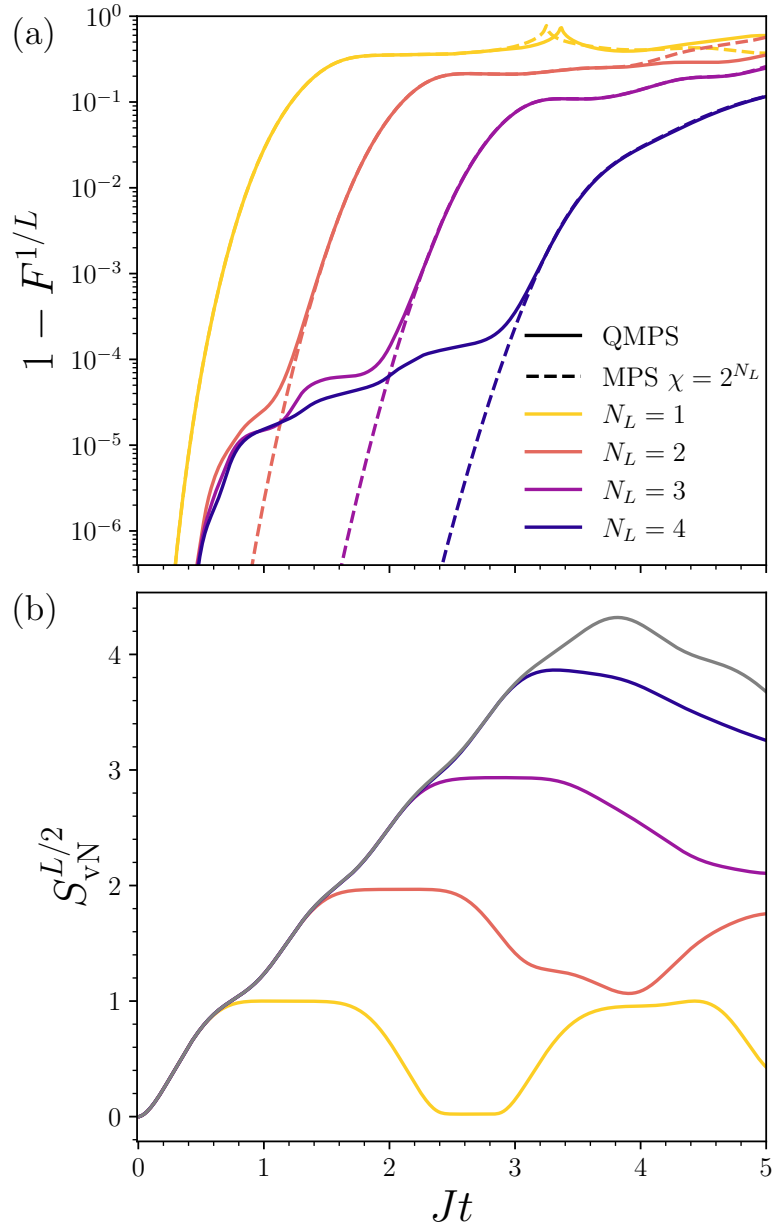 (a)
10^0
10^{-1}
10^{-2}
10^{-3}
10^{-4}
10^{-5}
10^{-6}
1 − F^{1/L}
QMPS
MPS χ = 2^{N_L}
N_L = 1
N_L = 2
N_L = 3
N_L = 4
(b)
4
3
2
1
0
S_{vN}^{L/2}
0 1 2 3 4 5
Jt